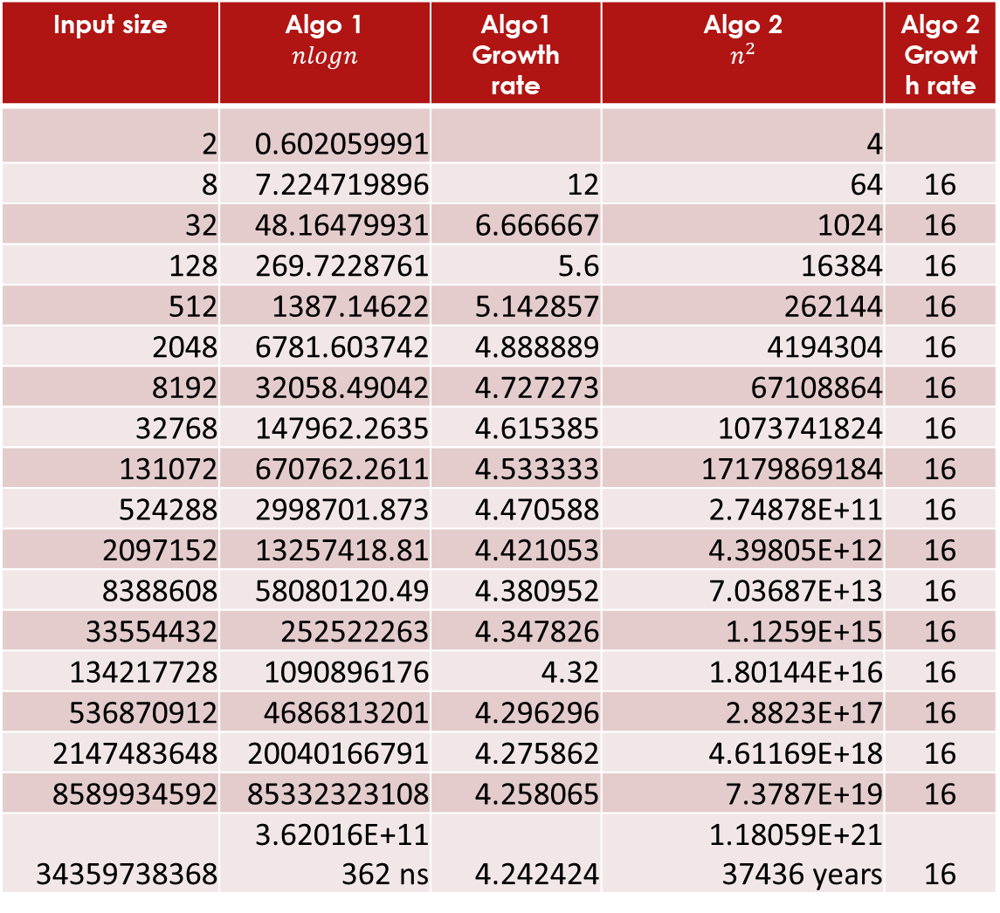 Input size Algo 1 Algo1 Algo 2 Algo 2
nlogn Growth n² Growt
rate h rate
2 0.602059991 4
8 7.224719896 12 64 16
32 48.16479931 6.666667 1024 16
128 269.7228761 5.6 16384 16
512 1387.14622 5.142857 262144 16
2048 6781.603742 4.888889 4194304 16
8192 32058.49042 4.727273 67108864 16
32768 147962.2635 4.615385 1073741824 16
131072 670762.2611 4.533333 17179869184 16
524288 2998701.873 4.470588 2.74878E+11 16
2097152 13257418.81 4.421053 4.39805E+12 16
8388608 58080120.49 4.380952 7.03687E+13 16
33554432 252522263 4.347826 1.1259E+15 16
134217728 1090896176 4.32 1.80144E+16 16
536870912 4686813201 4.296296 2.8823E+17 16
2147483648 20040166791 4.275862 4.61169E+18 16
8589934592 85332323108 4.258065 7.3787E+19 16
3.62016E+11 1.18059E+21
34359738368 362 ns 4.242424 37436 years 16